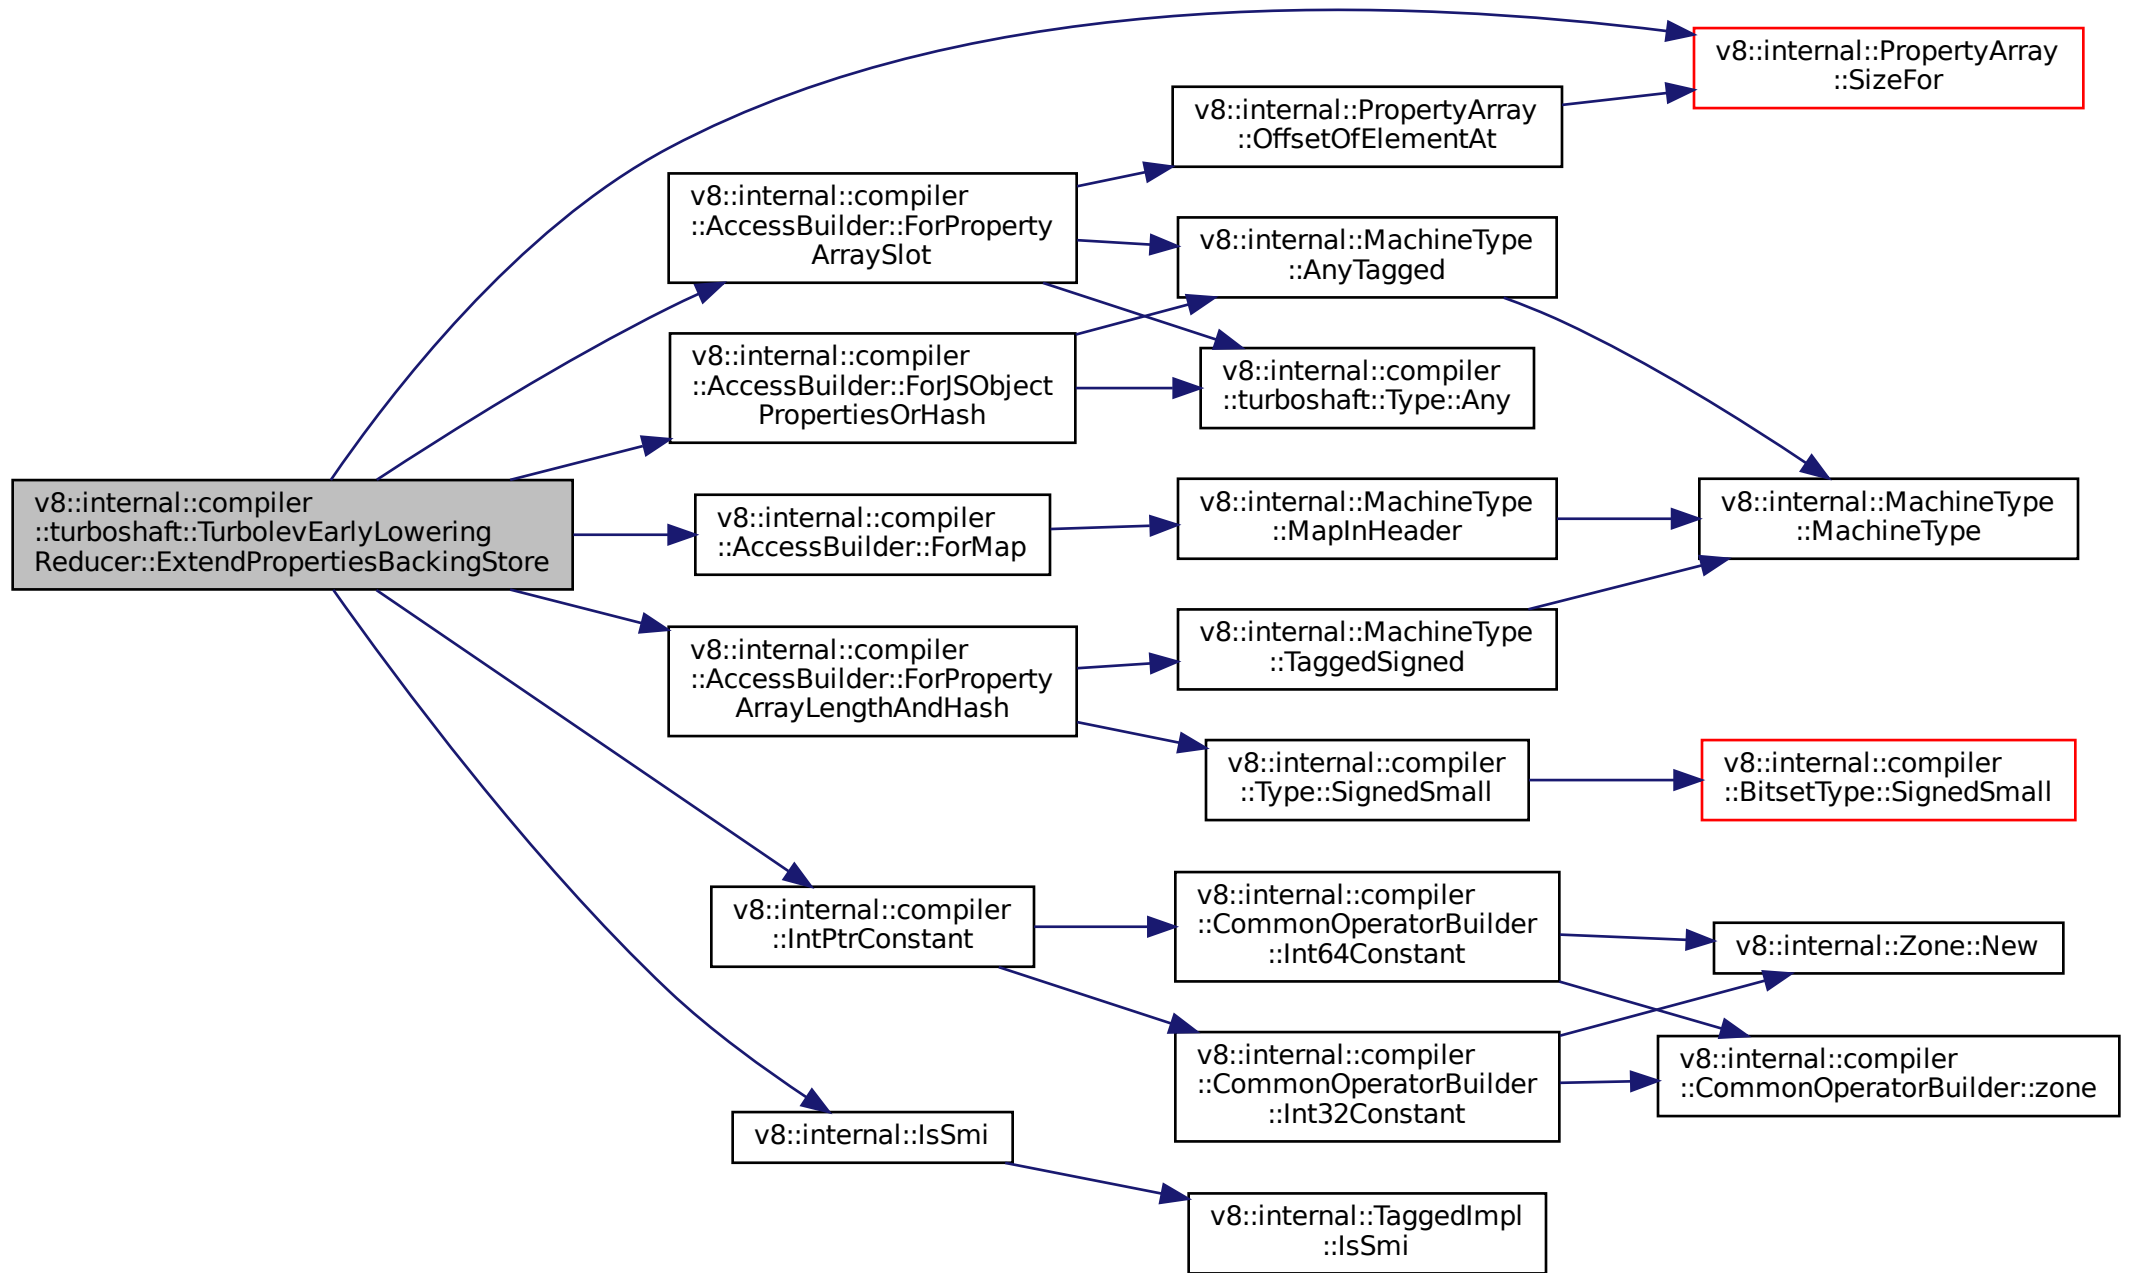 v8::internal::compiler
::turboshaft::TurbolevEarlyLowering
Reducer::ExtendPropertiesBackingStore
v8::internal::PropertyArray
::SizeFor
v8::internal::compiler
::AccessBuilder::ForProperty
ArraySlot
v8::internal::PropertyArray
::OffsetOfElementAt
v8::internal::MachineType
::AnyTagged
v8::internal::compiler
::turboshaft::Type::Any
v8::internal::compiler
::AccessBuilder::ForJSObject
PropertiesOrHash
v8::internal::compiler
::AccessBuilder::ForMap
v8::internal::MachineType
::MapInHeader
v8::internal::MachineType
::MachineType
v8::internal::compiler
::AccessBuilder::ForProperty
ArrayLengthAndHash
v8::internal::MachineType
::TaggedSigned
v8::internal::compiler
::Type::SignedSmall
v8::internal::compiler
::BitsetType::SignedSmall
v8::internal::compiler
::IntPtrConstant
v8::internal::compiler
::CommonOperatorBuilder
::Int64Constant
v8::internal::compiler
::CommonOperatorBuilder
::Int32Constant
v8::internal::Zone::New
v8::internal::compiler
::CommonOperatorBuilder::zone
v8::internal::IsSmi
v8::internal::TaggedImpl
::IsSmi